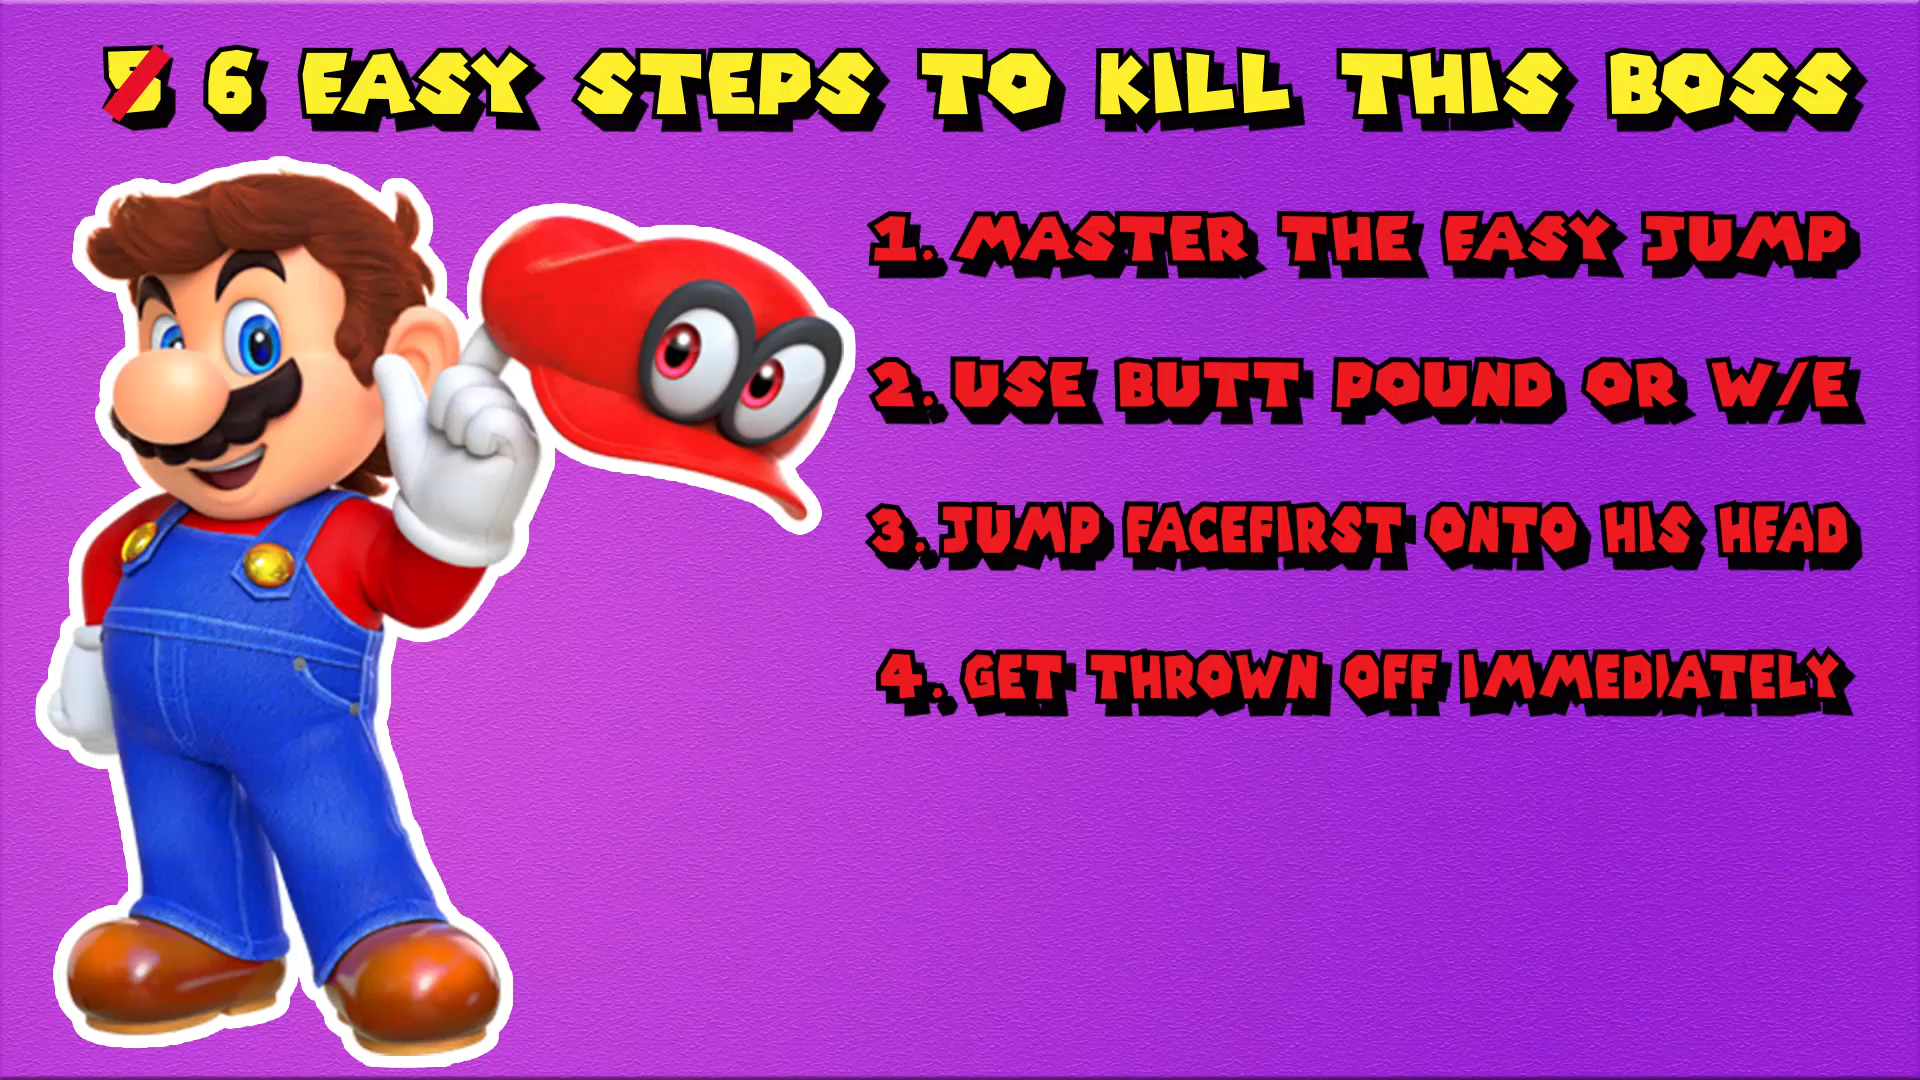 5 6 EASY STEPS TO KILL THIS BOSS
1. MASTER THE EASY JUMP
2. USE BUTT POUND OR W/E
3. JUMP FACEFIRST ONTO HIS HEAD
4. GET THROWN OFF IMMEDIATELY